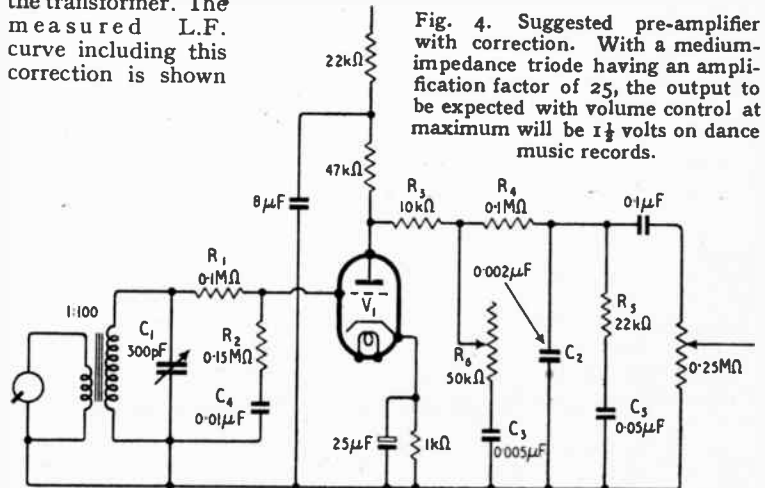 the transformer. The
measured L.F.
curve including this
correction is shown
Fig. 4. Suggested pre-amplifier
with correction. With a medium-
impedance triode having an ampli-
fication factor of 25, the output to
be expected with volume control at
maximum will be 1½ volts on dance
music records.
22kΩ
47kΩ
8μF
R3
10kΩ
R4
0·1MΩ
0·1μF
R1
0·1MΩ
0·002μF
1:100
C1
300pF
R2
0·15MΩ
V1
R5
22kΩ
R6
50kΩ
C2
0·25MΩ
C4
0·01μF
C3
0·005μF
C5
0·05μF
25μF
1kΩ